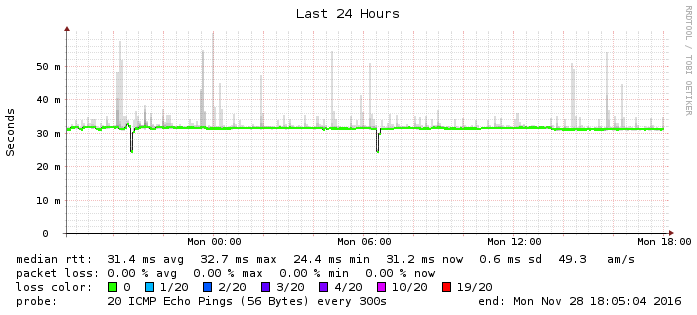 Last 24 Hours
RRDTOOL / TOBI OETIKER
Seconds
50 m
40 m
30 m
20 m
10 m
0
Mon 00:00 Mon 06:00 Mon 12:00 Mon 18:00
median rtt: 31.4 ms avg 32.7 ms max 24.4 ms min 31.2 ms now 0.6 ms sd 49.3 am/s
packet loss: 0.00 % avg 0.00 % max 0.00 % min 0.00 % now
loss color: 0 1/20 2/20 3/20 4/20 10/20 19/20
probe: 20 ICMP Echo Pings (56 Bytes) every 300s end: Mon Nov 28 18:05:04 2016